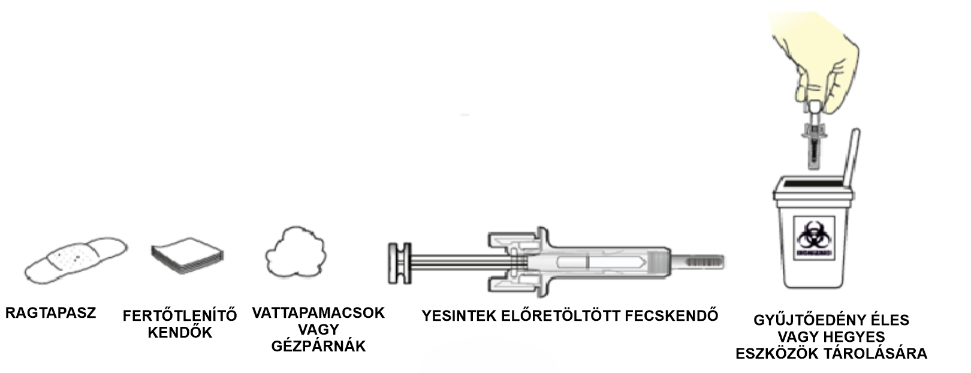 RAGTAPASZ
FERTŐTLENÍTŐ
KENDŐK
VATTAPAMACSOK
VAGY
GÉZPÁRNÁK
YESINTEK ELŐRETÖLTÖTT FECSKENDŐ
GYŰJTŐEDÉNY ÉLES
VAGY HEGYES
ESZKÖZÖK TÁROLÁSÁRA